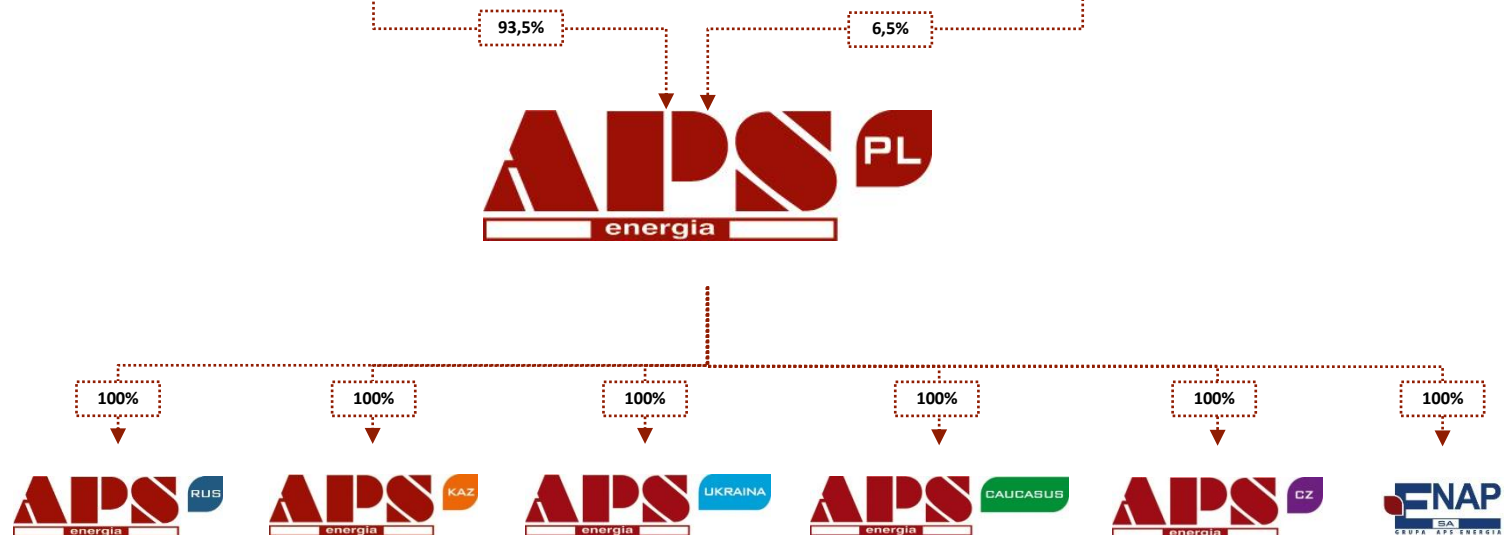 93,5%
6,5%
APS PL
energia
100%
100%
100%
100%
100%
100%
APS RUS
energia
APS KAZ
energia
APS UKRAINA
energia
APS CAUCASUS
energia
APS CZ
energia
ENAP
SA
GRUPA APS ENERGIA